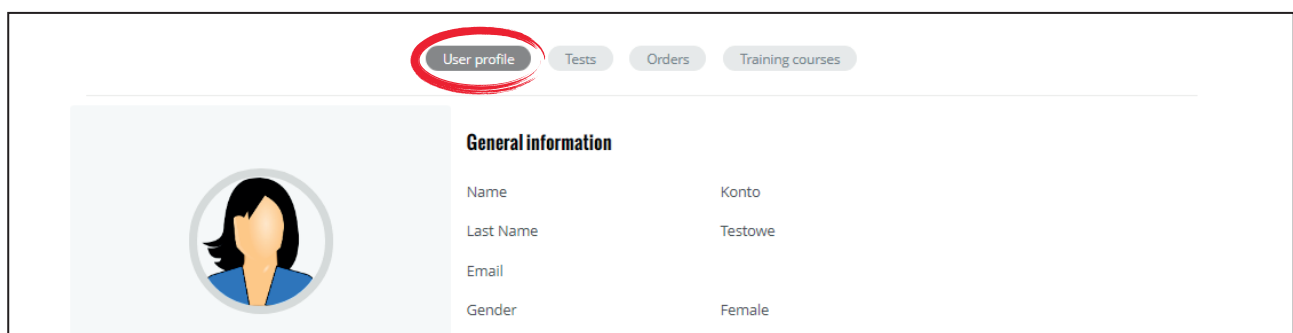 User profile Tests Orders Training courses
General information
Name Konto
Last Name Testowe
Email
Gender Female